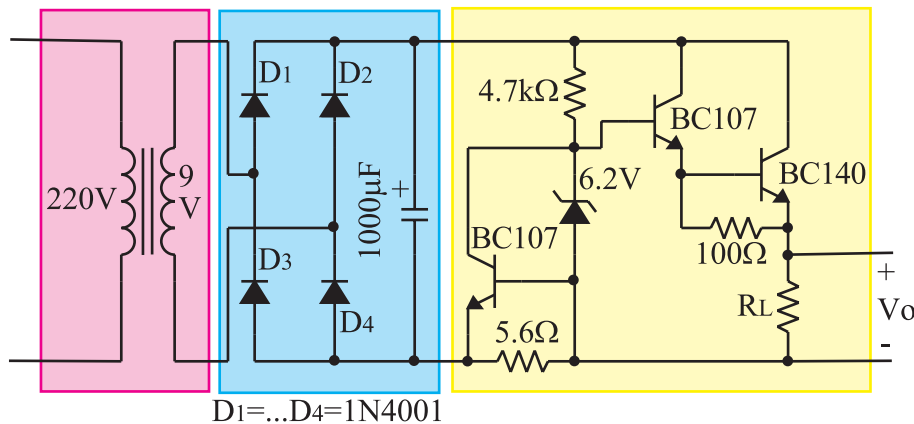 220V
9
V
D1
D2
D3
D4
1000µF
+
4.7kΩ
6.2V
BC107
BC107
BC140
100Ω
5.6Ω
RL
+
Vo
-
D1=...D4=1N4001